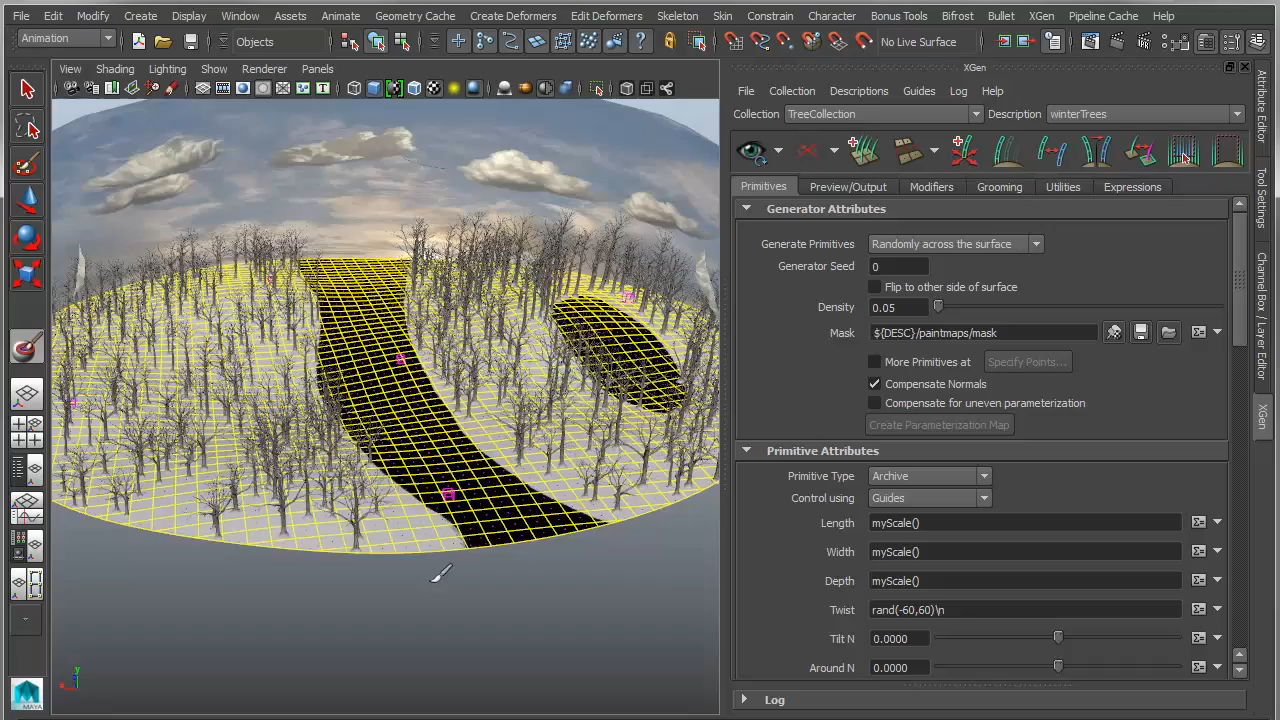 File Edit Modify Create Display Window Assets Animate Geometry Cache Create Deformers Edit Deformers Skeleton Skin Constrain Character Bonus Tools Bifrost Bullet XGen Pipeline Cache Help
Animation Objects No Live Surface
View Shading Lighting Show Renderer Panels
XGen
File Collection Descriptions Guides Log Help
Collection TreeCollection Description winterTrees
Primitives Preview/Output Modifiers Grooming Utilities Expressions
Generator Attributes
Generate Primitives Randomly across the surface
Generator Seed 0
Flip to other side of surface
Density 0.05
Mask ${DESC}/paintmaps/mask
More Primitives at Specify Points...
Compensate Normals
Compensate for uneven parameterization
Create Parameterization Map
Primitive Attributes
Primitive Type Archive
Control using Guides
Length myScale()
Width myScale()
Depth myScale()
Twist rand(-60,60)\n
Tilt N 0.0000
Around N 0.0000
Log
Attribute Editor
Tool Settings
Channel Box / Layer Editor
XGen
y
MAYA